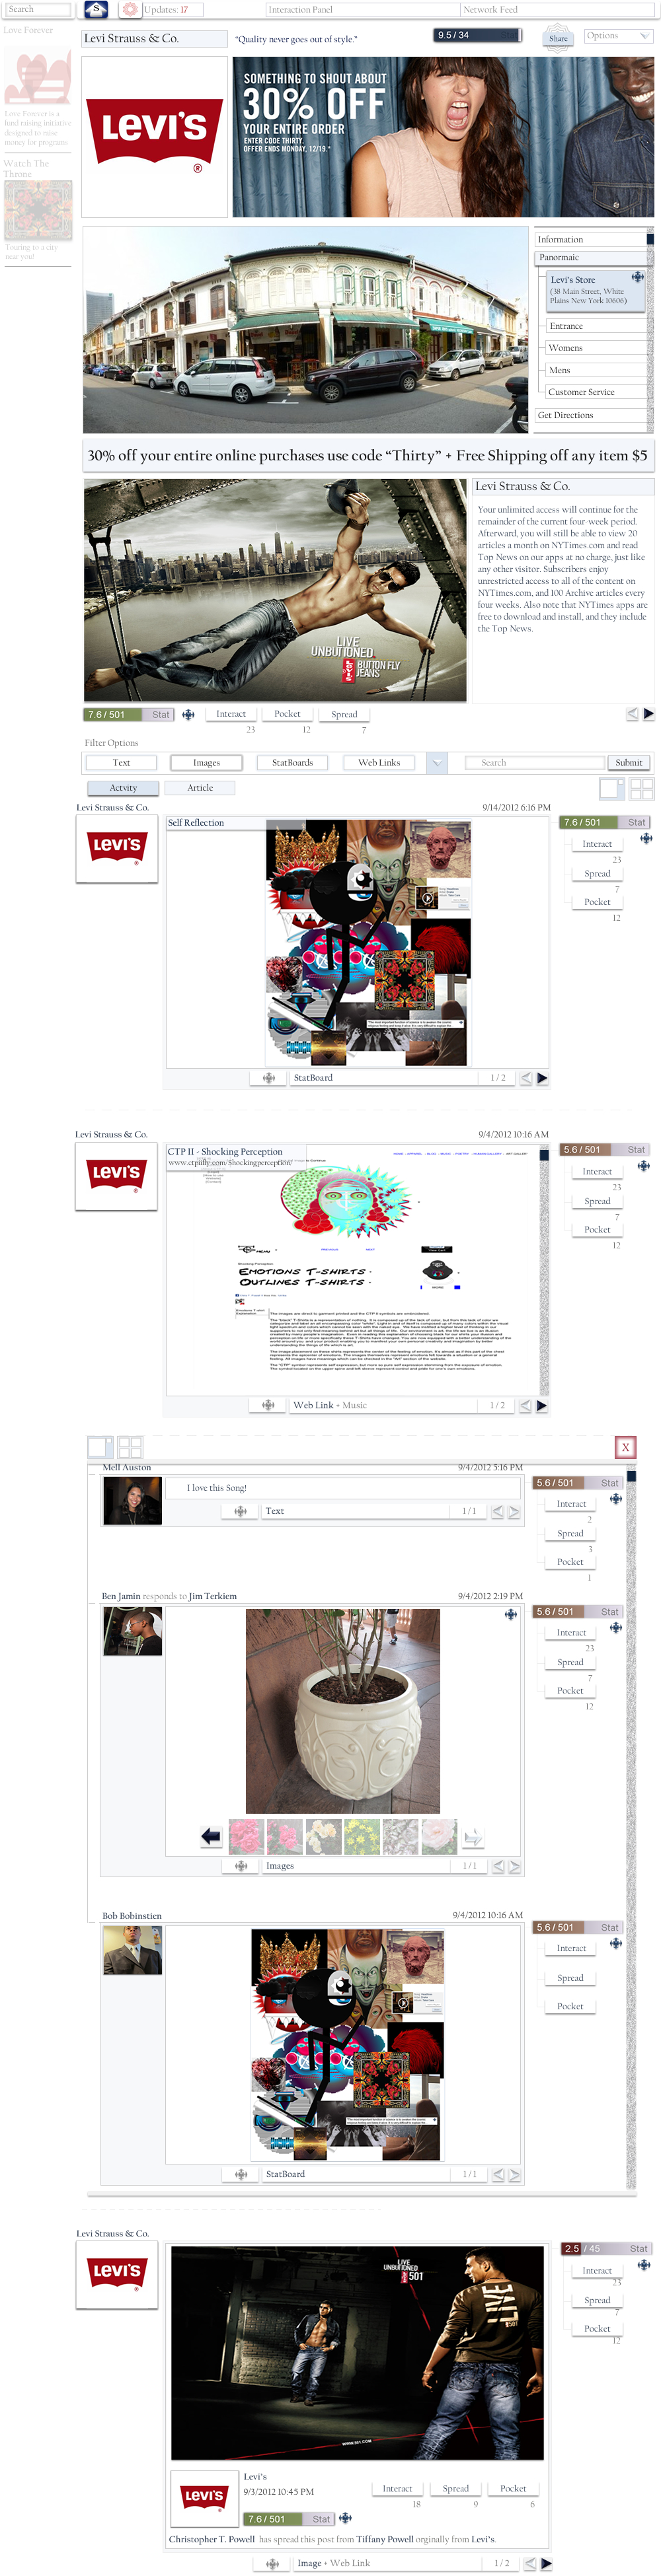 Search
S
Updates: 17
Interaction Panel
Network Feed
Love Forever
Love Forever is a
fund raising initiative
designed to raise
money for programs
Watch The
Throne
Touring to a city
near you!
Levi Strauss & Co.
"Quality never goes out of style."
9.5 / 34
Stat
Share
Options
LEVI'S
®
SOMETHING TO SHOUT ABOUT
30% OFF
YOUR ENTIRE ORDER
ENTER CODE THIRTY.
OFFER ENDS MONDAY, 12/19.*
Information
Panormaic
Levi's Store
(38 Main Street, White
Plains New York 10606)
Entrance
Womens
Mens
Customer Service
Get Directions
30% off your entire online purchases use code "Thirty" + Free Shipping off any item $5
LIVE
UNBUTTONED
LEVI'S
BUTTON FLY
JEANS
Levi Strauss & Co.
Your unlimited access will continue for the
remainder of the current four-week period.
Afterward, you will still be able to view 20
articles a month on NYTimes.com and read
Top News on our apps at no charge, just like
any other visitor. Subscribers enjoy
unrestricted access to all of the content on
NYTimes.com, and 100 Archive articles every
four weeks. Also note that NYTimes apps are
free to download and install, and they include
the Top News.
7.6 / 501 Stat
Interact
Pocket
Spread
23
12
7
Filter Options
Text
Images
StatBoards
Web Links
Search
Submit
Actvity
Article
Levi Strauss & Co.
9/14/2012 6:16 PM
LEVI'S
®
Self Reflection
7.6 / 501 Stat
Interact
23
Spread
7
Pocket
12
StatBoard
1 / 2
Levi Strauss & Co.
9/4/2012 10:16 AM
LEVI'S
®
CTP II - Shocking Perception
www.ctpiifly.com/Shockingperception/
PREVIOUS
NEXT
EMOTIONS T-SHIRTS -
OUTLINES T-SHIRTS -
5.6 / 501 Stat
Interact
23
Spread
7
Pocket
12
Web Link + Music
1 / 2
X
Mell Auston
9/4/2012 5:16 PM
I love this Song!
Text
1 / 1
5.6 / 501 Stat
Interact
2
Spread
3
Pocket
1
Ben Jamin responds to Jim Terkiem
9/4/2012 2:19 PM
5.6 / 501 Stat
Interact
23
Spread
7
Pocket
12
Images
1 / 1
Bob Bobinstien
9/4/2012 10:16 AM
5.6 / 501 Stat
Interact
Spread
Pocket
StatBoard
1 / 1
Levi Strauss & Co.
LEVI'S
®
LIVE
UNBUTTONED
501
LIVE
501
WWW.501.COM
2.5 / 45 Stat
Interact
23
Spread
7
Pocket
12
LEVI'S
®
Levi's
9/3/2012 10:45 PM
Interact
Spread
Pocket
18
9
6
7.6 / 501 Stat
Christopher T. Powell has spread this post from Tiffany Powell orginally from Levi's.
Image + Web Link
1 / 2